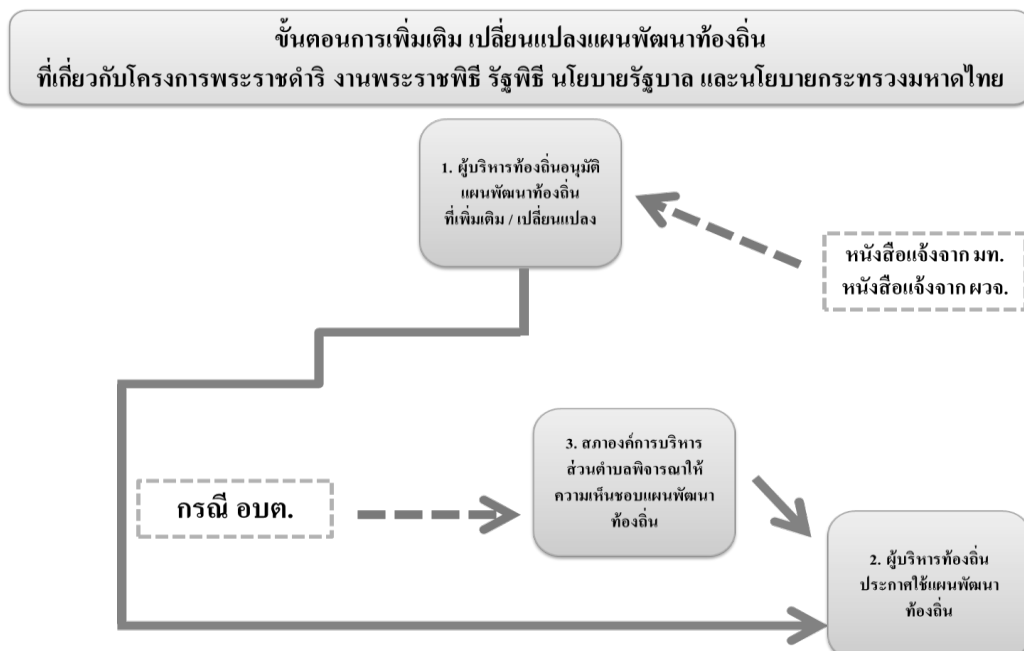 ขั้นตอนการเพิ่มเติม เปลี่ยนแปลงแผนพัฒนาท้องถิ่น
ที่เกี่ยวกับโครงการพระราชดำริ งานพระราชพิธี รัฐพิธี นโยบายรัฐบาล และนโยบายกระทรวงมหาดไทย
1. ผู้บริหารท้องถิ่นอนุมัติ
แผนพัฒนาท้องถิ่น
ที่เพิ่มเติม / เปลี่ยนแปลง
หนังสือแจ้งจาก มท.
หนังสือแจ้งจาก ผวจ.
3. สภาองค์การบริหาร
ส่วนตำบลพิจารณาให้
ความเห็นชอบแผนพัฒนา
ท้องถิ่น
กรณี อบต.
2. ผู้บริหารท้องถิ่น
ประกาศใช้แผนพัฒนา
ท้องถิ่น